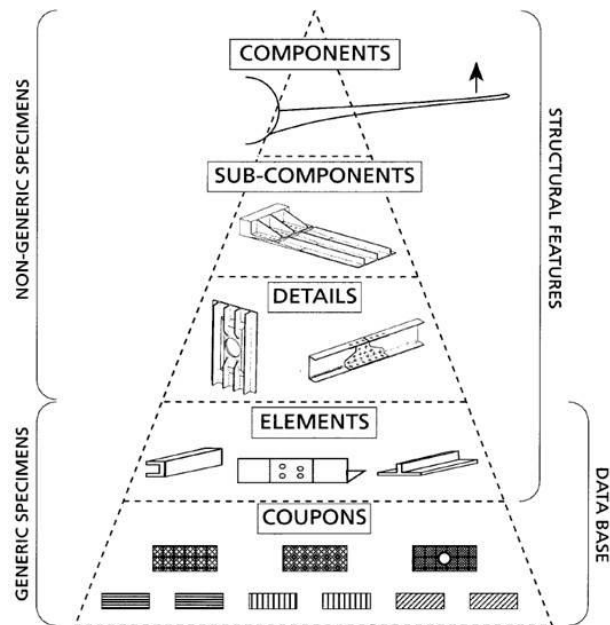 COMPONENTS
SUB-COMPONENTS
DETAILS
ELEMENTS
COUPONS
NON-GENERIC SPECIMENS
GENERIC SPECIMENS
STRUCTURAL FEATURES
DATA BASE